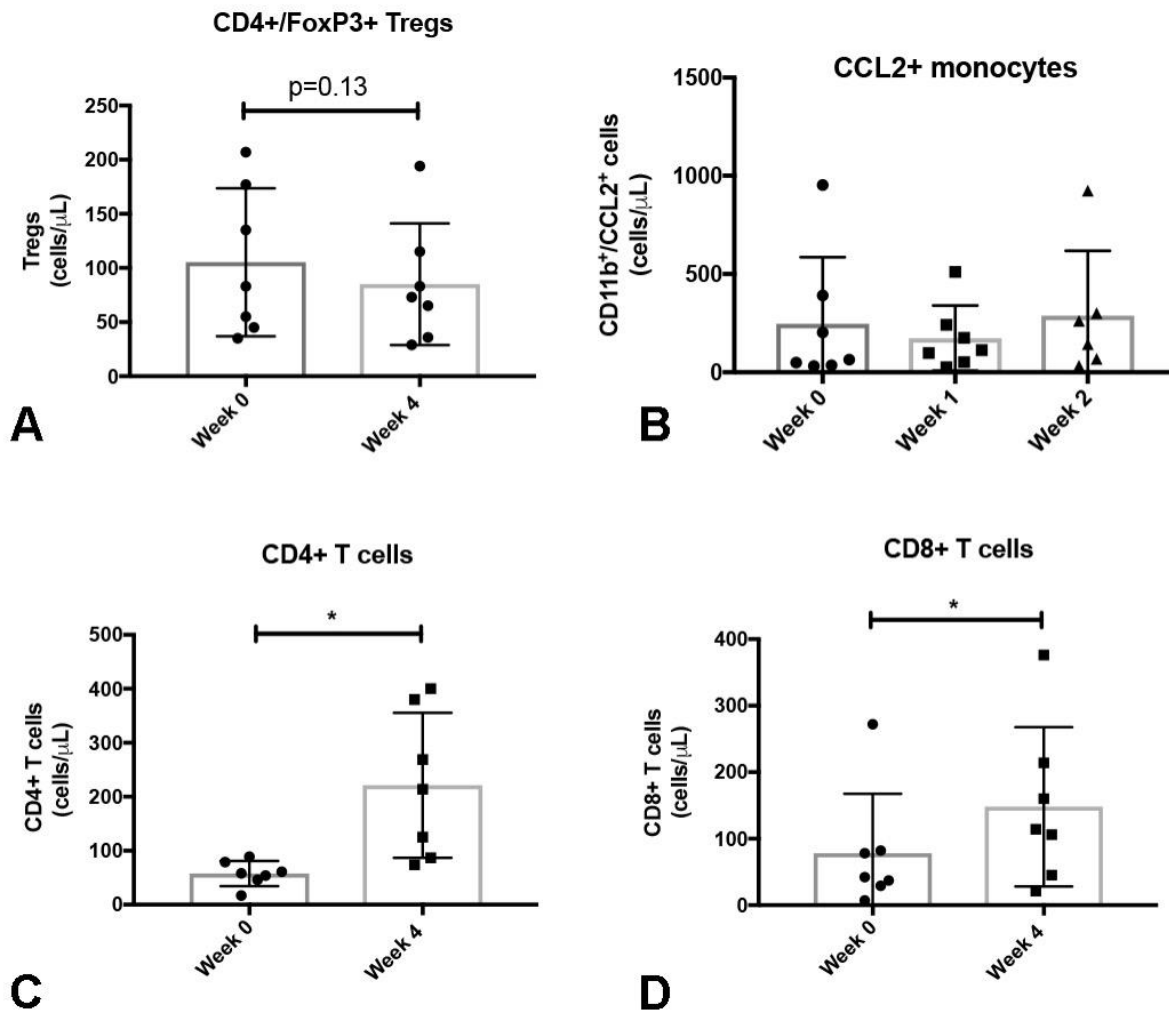 CD4+/FoxP3+ Tregs
p=0.13
250
200
150
100
50
0
Tregs
(cells/μL)
Week 0
Week 4
A
CCL2+ monocytes
1500
1000
500
0
CD11b⁺/CCL2⁺ cells
(cells/μL)
Week 0
Week 1
Week 2
B
CD4+ T cells
*
500
400
300
200
100
0
CD4+ T cells
(cells/μL)
Week 0
Week 4
C
CD8+ T cells
*
400
300
200
100
0
CD8+ T cells
(cells/μL)
Week 0
Week 4
D